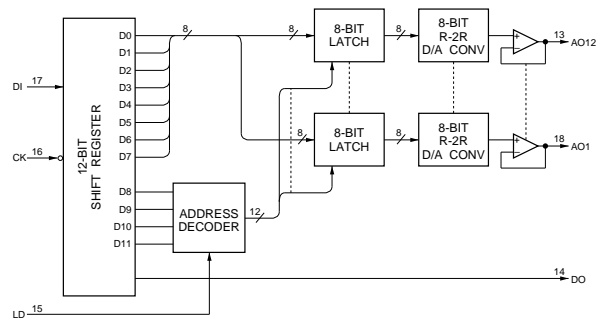 8-BIT
LATCH
8-BIT
R-2R
D/A CONV
D0
8
8
8
+
−
13
AO12
D1
D2
DI
17
D3
D4
D5
CK
16
D6
D7
12-BIT
SHIFT REGISTER
8
8-BIT
LATCH
8
8-BIT
R-2R
D/A CONV
+
−
18
AO1
D8
D9
D10
D11
ADDRESS
DECODER
12
14
DO
LD
15